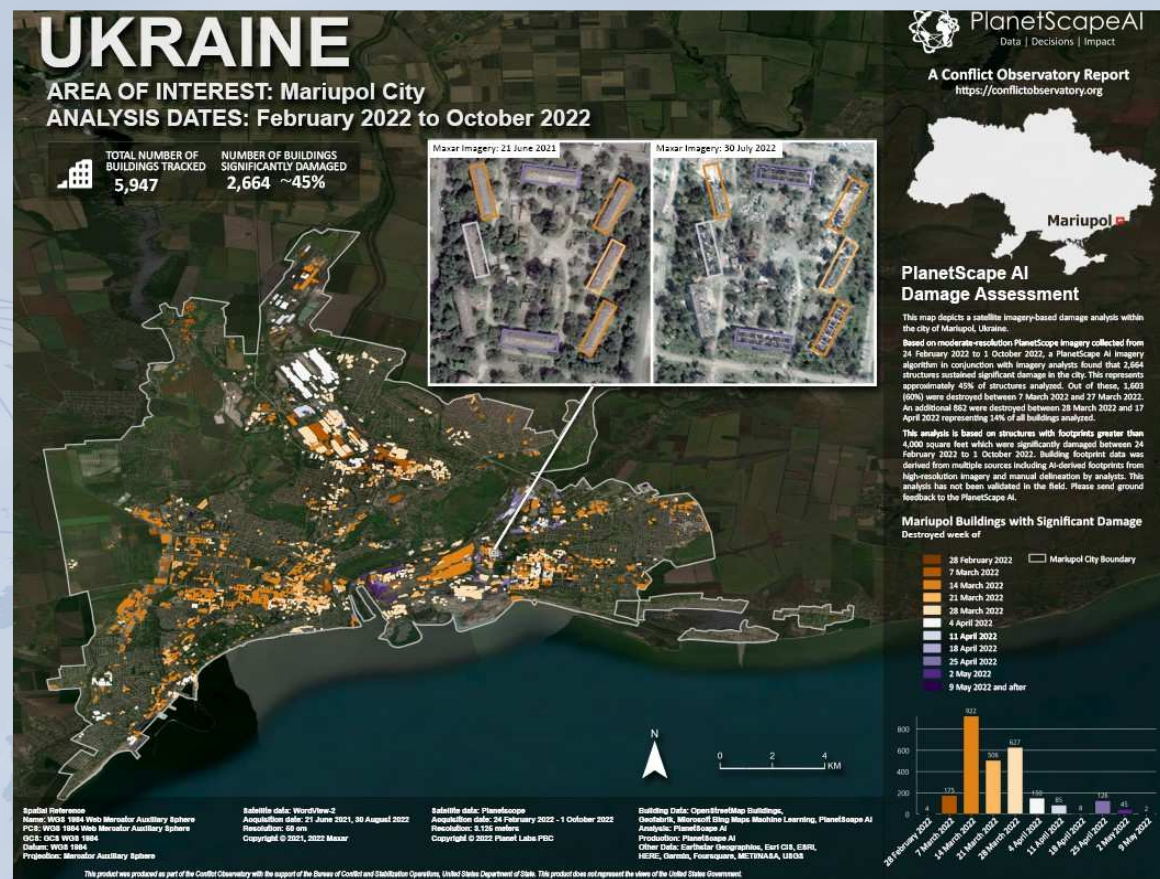 UKRAINE
AREA OF INTEREST: Mariupol City
ANALYSIS DATES: February 2022 to October 2022
TOTAL NUMBER OF
BUILDINGS TRACKED
5,947
NUMBER OF BUILDINGS
SIGNIFICANTLY DAMAGED
2,664 ~45%
Maxar Imagery: 21 June 2021
Maxar Imagery: 30 July 2022
PlanetScapeAI
Data | Decisions | Impact
A Conflict Observatory Report
https://conflictobservatory.org
Mariupol
PlanetScape AI
Damage Assessment
This map depicts a satellite imagery-based damage analysis within
the city of Mariupol, Ukraine.
Based on moderate-resolution PlanetScope imagery collected from
24 February 2022 to 1 October 2022, a PlanetScape AI imagery
algorithm in conjunction with imagery analysts found that 2,664
structures sustained significant damage in the city. This represents
approximately 45% of structures analyzed. Out of these, 1,603
(60%) were destroyed between 7 March 2022 and 27 March 2022.
An additional 862 were destroyed between 28 March 2022 and 17
April 2022 representing 14% of all buildings analyzed.
This analysis is based on structures with footprints greater than
4,000 square feet which were significantly damaged between 24
February 2022 to 1 October 2022. Building footprint data was
derived from multiple sources including AI-derived footprints from
high-resolution imagery and manual delineation by analysts. This
analysis has not been validated in the field. Please send ground
feedback to the PlanetScape AI.
Mariupol Buildings with Significant Damage
Destroyed week of
28 February 2022
7 March 2022
14 March 2022
21 March 2022
28 March 2022
4 April 2022
11 April 2022
18 April 2022
25 April 2022
2 May 2022
9 May 2022 and after
Mariupol City Boundary
800
600
400
200
0
4
175
922
506
627
150
85
8
126
45
2
28 February 2022
7 March 2022
14 March 2022
21 March 2022
28 March 2022
4 April 2022
11 April 2022
18 April 2022
25 April 2022
2 May 2022
9 May 2022
N
0 2 4
KM
Spatial Reference
Name: WGS 1984 Web Mercator Auxiliary Sphere
PCS: WGS 1984 Web Mercator Auxiliary Sphere
GCS: GCS WGS 1984
Datum: WGS 1984
Projection: Mercator Auxiliary Sphere
Satellite data: WorldView-2
Acquisition date: 21 June 2021, 30 August 2022
Resolution: 50 cm
Copyright © 2021, 2022 Maxar
Satellite data: Planetscope
Acquisition date: 24 February 2022 - 1 October 2022
Resolution: 3.125 meters
Copyright © 2022 Planet Labs PBC
Building Data: OpenStreetMap Buildings,
Geofabrik, Microsoft Bing Maps Machine Learning, PlanetScape AI
Analysis: PlanetScape AI
Production: PlanetScape AI
Other Data: Earthstar Geographics, Esri GIS, ESRI,
HERE, Garmin, Foursquare, METI/NASA, USGS
This product was produced as part of the Conflict Observatory with the support of the Bureau of Conflict and Stabilization Operations, United States Department of State. This product does not represent the views of the United States Government.